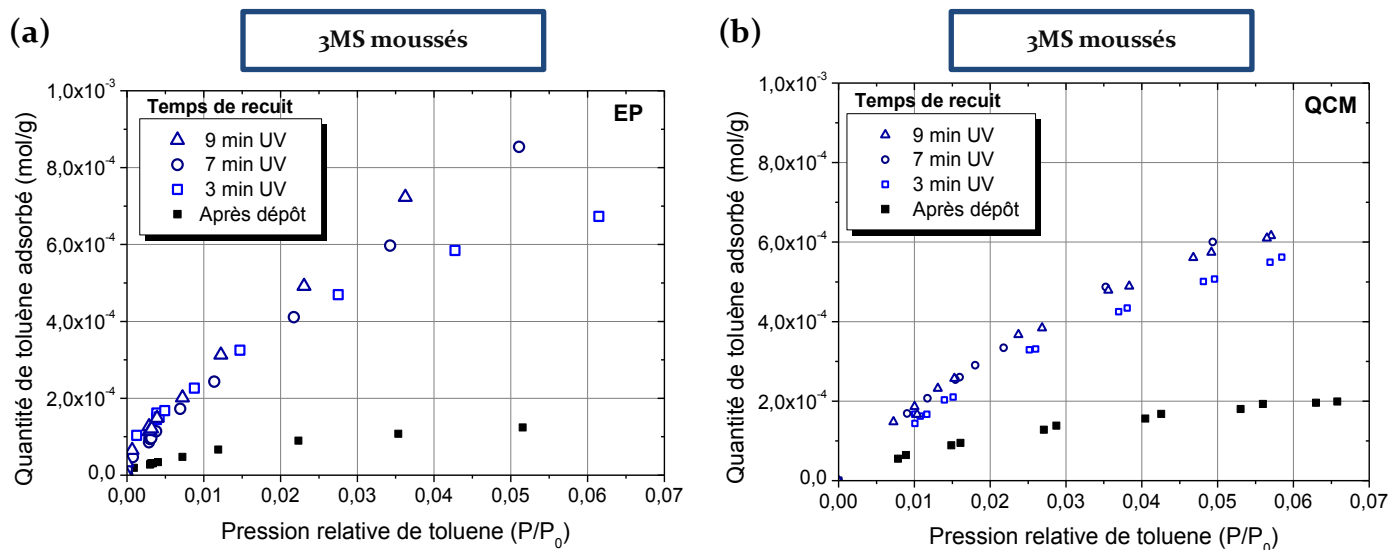 (a)
3MS moussés
Quantité de toluène adsorbé (mol/g)
1,0x10⁻³
8,0x10⁻⁴
6,0x10⁻⁴
4,0x10⁻⁴
2,0x10⁻⁴
0,0
Temps de recuit
9 min UV
7 min UV
3 min UV
Après dépôt
EP
0,00 0,01 0,02 0,03 0,04 0,05 0,06 0,07
Pression relative de toluene (P/P₀)
(b)
3MS moussés
Quantité de toluène adsorbé (mol/g)
1,0x10⁻³
8,0x10⁻⁴
6,0x10⁻⁴
4,0x10⁻⁴
2,0x10⁻⁴
0,0
Temps de recuit
9 min UV
7 min UV
3 min UV
Après dépôt
QCM
0,00 0,01 0,02 0,03 0,04 0,05 0,06 0,07
Pression relative de toluene (P/P₀)